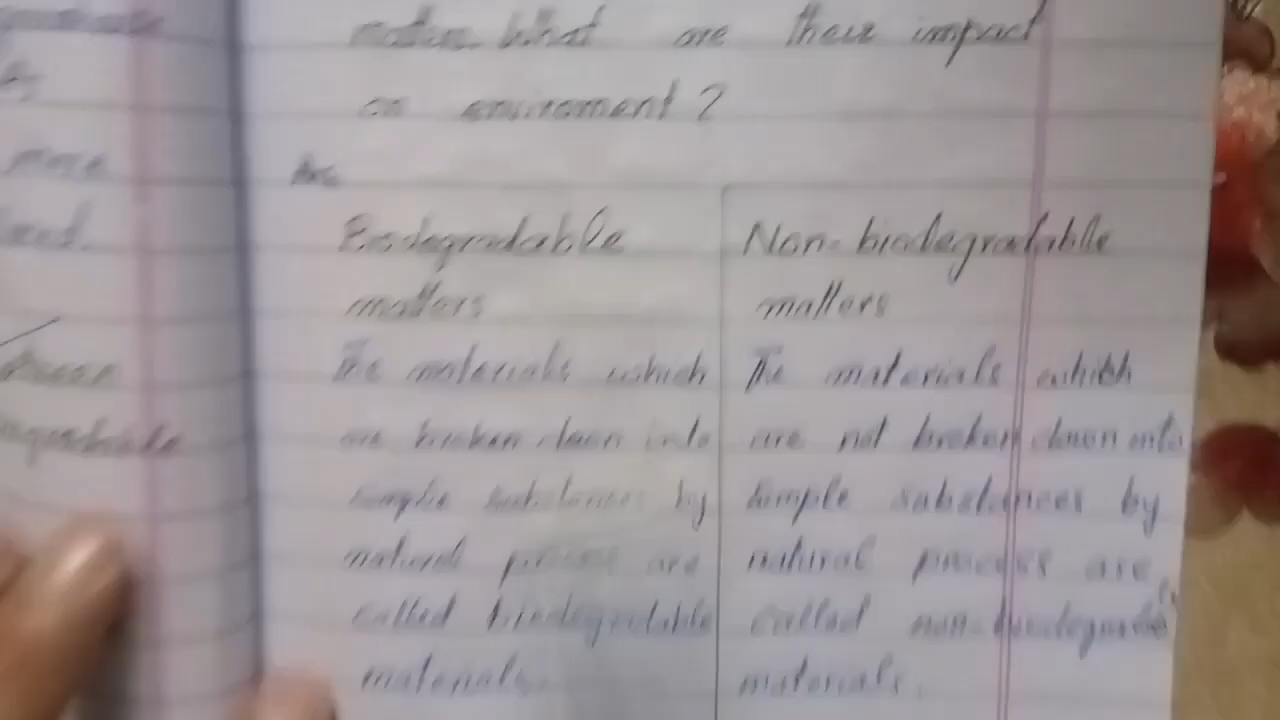 matters. What are their impact
on enviroment ?
Ans
Biodegradable
matters
The materials which
are broken down into
simple substances by
natural process are
called biodegradable
materials.
Non-biodegradable
matters
The materials which
are not broken down into
simple substances by
natural process are
called non-biodegradable
materials.